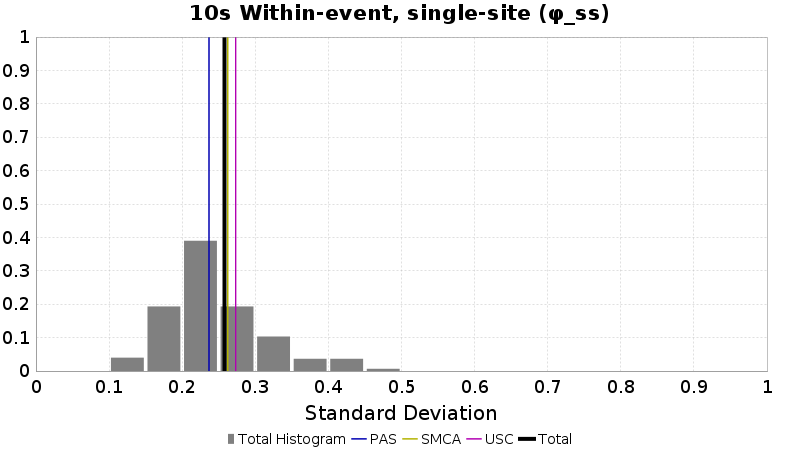 10s Within-event, single-site (φ_ss)
1
0.9
0.8
0.7
0.6
0.5
0.4
0.3
0.2
0.1
0
0 0.1 0.2 0.3 0.4 0.5 0.6 0.7 0.8 0.9 1
Standard Deviation
Total Histogram PAS SMCA USC Total